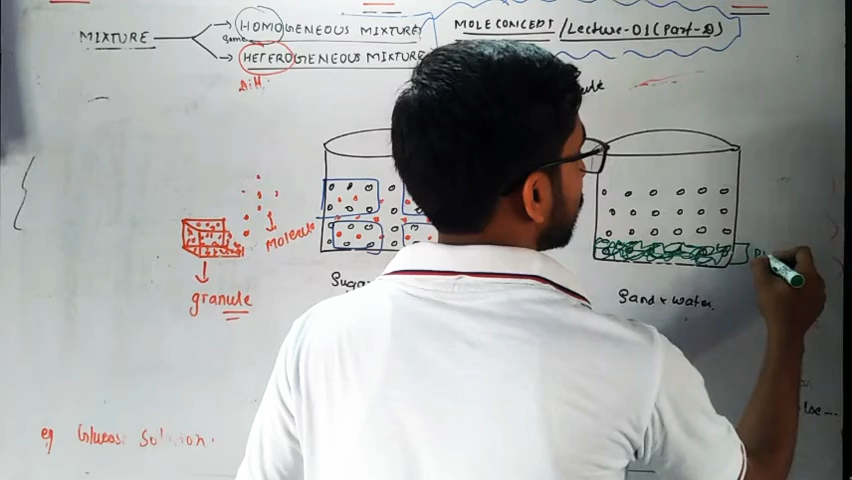 MIXTURE
HOMOGENEOUS MIXTURE
same
HETEROGENEOUS MIXTURE
Diff.
MOLE CONCEPT /Lecture-01 (Part-D)
Molecule
granule
Sand & water
eg Glucose Solution.